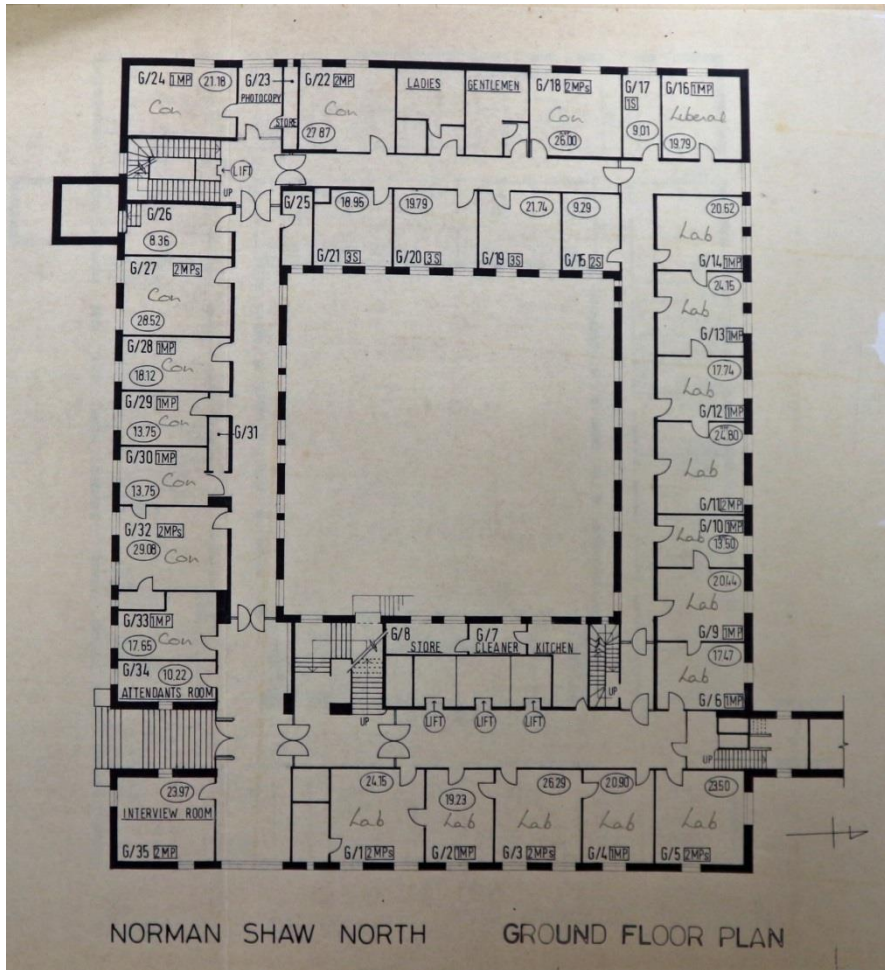 G/24 1MP 21.18
Con
G/23
PHOTOCOPY
STORE
G/22 2MP
Con
27.87
LADIES
GENTLEMEN
G/18 2MPs
Con
26.00
G/17
1S
9.01
G/16 1MP
Liberal
19.79
LIFT
UP
G/26
8.36
G/25
18.95
G/21 3S
19.79
G/20 3S
21.74
G/19 3S
9.29
G/15 2S
20.62
Lab
G/14 1MP
G/27
2MPs
Con
28.52
24.15
Lab
G/13 1MP
G/28 1MP
18.12
Con
17.74
Lab
G/12 1MP
G/29 1MP
13.75
Con
G/31
24.80
Lab
G/11 2MP
G/30 1MP
13.75
Con
G/10 1MP
Lab
13.50
G/32 2MPs
29.08
Con
20.44
Lab
G/9 1MP
G/33 1MP
17.65
Con
G/8
STORE
G/7
CLEANER
KITCHEN
UP
17.47
Lab
G/6 1MP
G/34
10.22
ATTENDANTS ROOM
UP
LIFT
LIFT
LIFT
UP
23.97
INTERVIEW ROOM
G/35 2MP
24.15
Lab
G/1 2MPs
19.23
Lab
G/2 1MP
26.29
Lab
G/3 2MPs
20.90
Lab
G/4 1MP
23.50
Lab
G/5 2MPs
NORMAN SHAW NORTH GROUND FLOOR PLAN